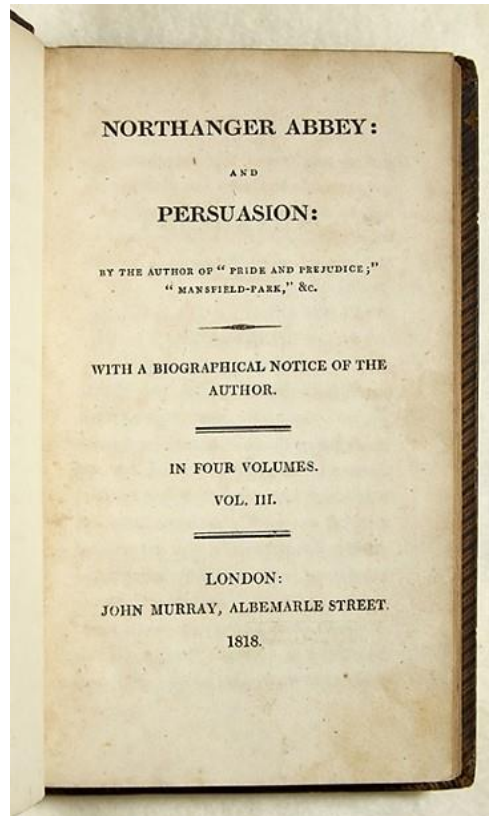 NORTHANGER ABBEY:
AND
PERSUASION:
BY THE AUTHOR OF “ PRIDE AND PREJUDICE;”
“ MANSFIELD-PARK,” &c.
WITH A BIOGRAPHICAL NOTICE OF THE
AUTHOR.
IN FOUR VOLUMES.
VOL. III.
LONDON:
JOHN MURRAY, ALBEMARLE STREET.
1818.